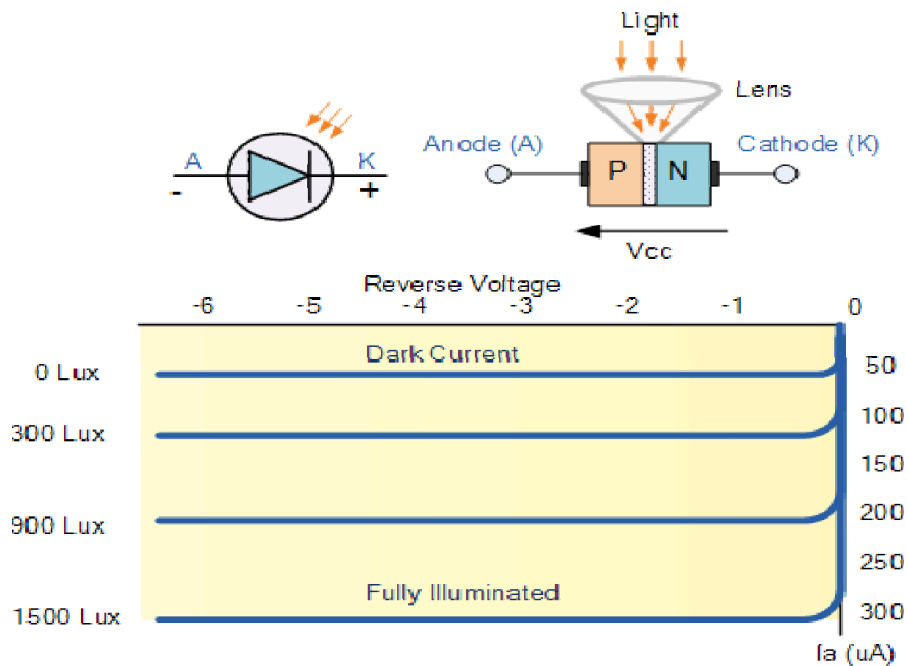 Light
Lens
A
K
-
+
Anode (A)
Cathode (K)
P
N
Vcc
Reverse Voltage
-6 -5 -4 -3 -2 -1 0
Dark Current
0 Lux
50
100
300 Lux
150
200
900 Lux
250
Fully Illuminated
300
1500 Lux
Ia (uA)